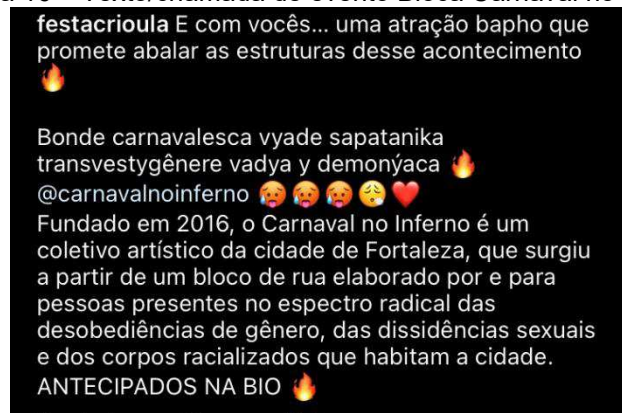 festacrioula E com vocês... uma atração bapho que
promete abalar as estruturas desse acontecimento
🔥
Bonde carnavalesca vyade sapatanika
transvestygênere vadya y demonýaca 🔥
@carnavalnoinferno 🥵🥵🥵😮‍💨❤️
Fundado em 2016, o Carnaval no Inferno é um
coletivo artístico da cidade de Fortaleza, que surgiu
a partir de um bloco de rua elaborado por e para
pessoas presentes no espectro radical das
desobediências de gênero, das dissidências sexuais
e dos corpos racializados que habitam a cidade.
ANTECIPADOS NA BIO 🔥